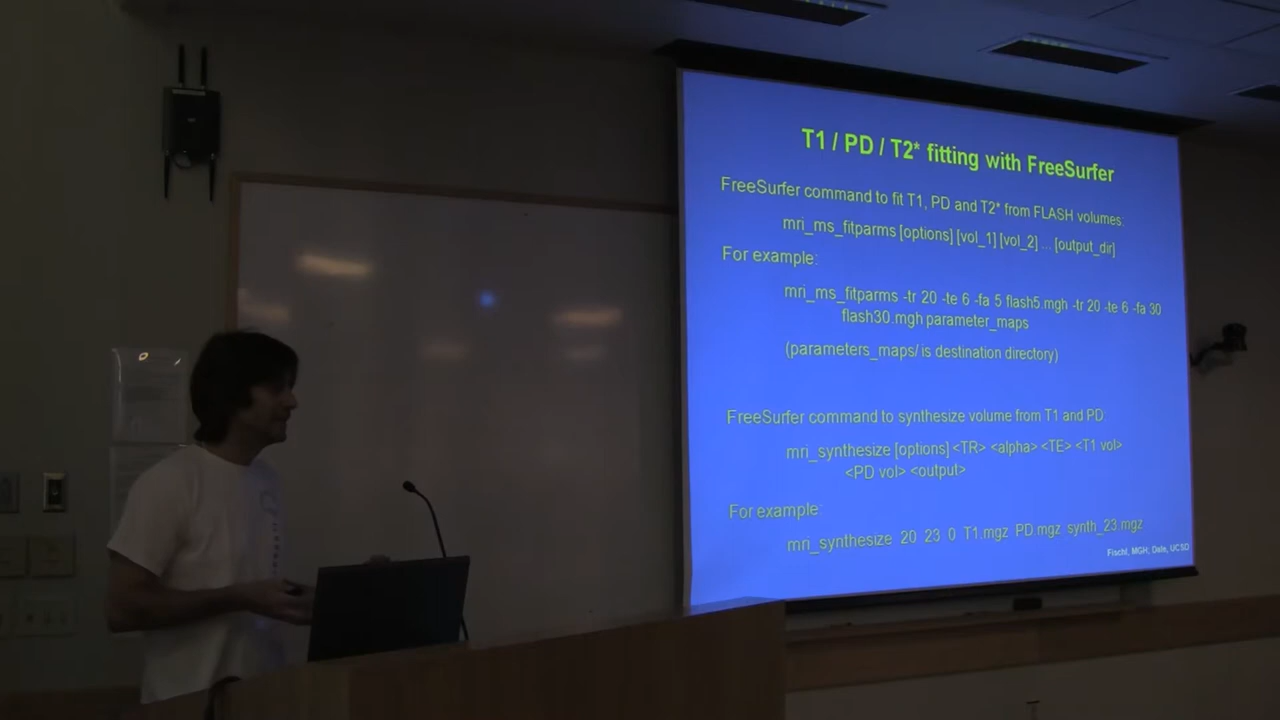 T1 / PD / T2* fitting with FreeSurfer
FreeSurfer command to fit T1, PD and T2* from FLASH volumes:
mri_ms_fitparms [options] [vol_1] [vol_2] ... [output_dir]
For example:
mri_ms_fitparms -tr 20 -te 6 -fa 5 flash5.mgh -tr 20 -te 6 -fa 30
flash30.mgh parameter_maps
(parameters_maps/ is destination directory)
FreeSurfer command to synthesize volume from T1 and PD:
mri_synthesize [options] <TR> <alpha> <TE> <T1 vol>
<PD vol> <output>
For example:
mri_synthesize 20 23 0 T1.mgz PD.mgz synth_23.mgz
Fischl, MGH; Dale, UCSD